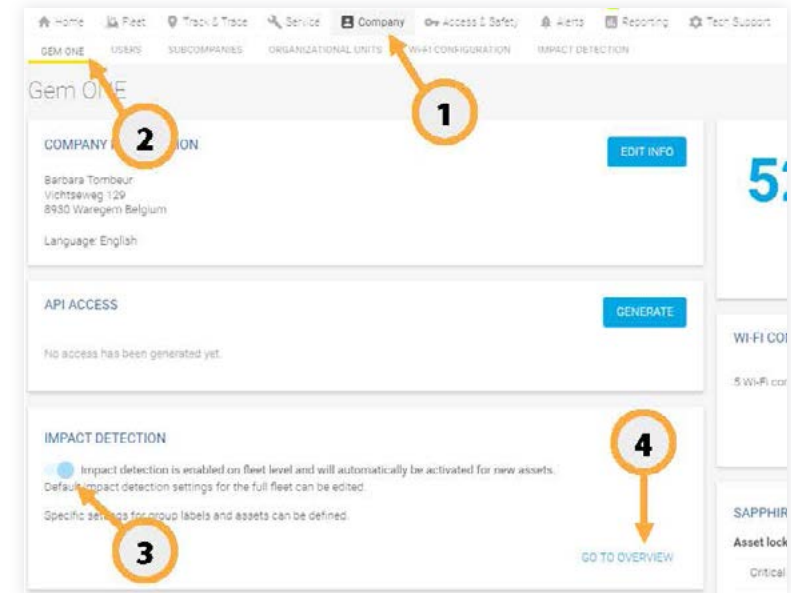 Home Fleet Track & Trace Service Company Access & Safety Alerts Reporting Tech Support
GEM ONE USERS SUBCOMPANIES ORGANIZATIONAL UNITS WI-FI CONFIGURATION IMPACT DETECTION
Gem ONE
1
2
COMPANY
EDIT INFO
Barbara Tombeur
Vichtseweg 129
8930 Waregem Belgium
Language: English
API ACCESS
GENERATE
No access has been generated yet.
IMPACT DETECTION
4
Impact detection is enabled on fleet level and will automatically be activated for new assets.
Default impact detection settings for the full fleet can be edited.
Specific settings for group labels and assets can be defined.
3
GO TO OVERVIEW
WI-FI
5 Wi-Fi
Asset lock
Critical